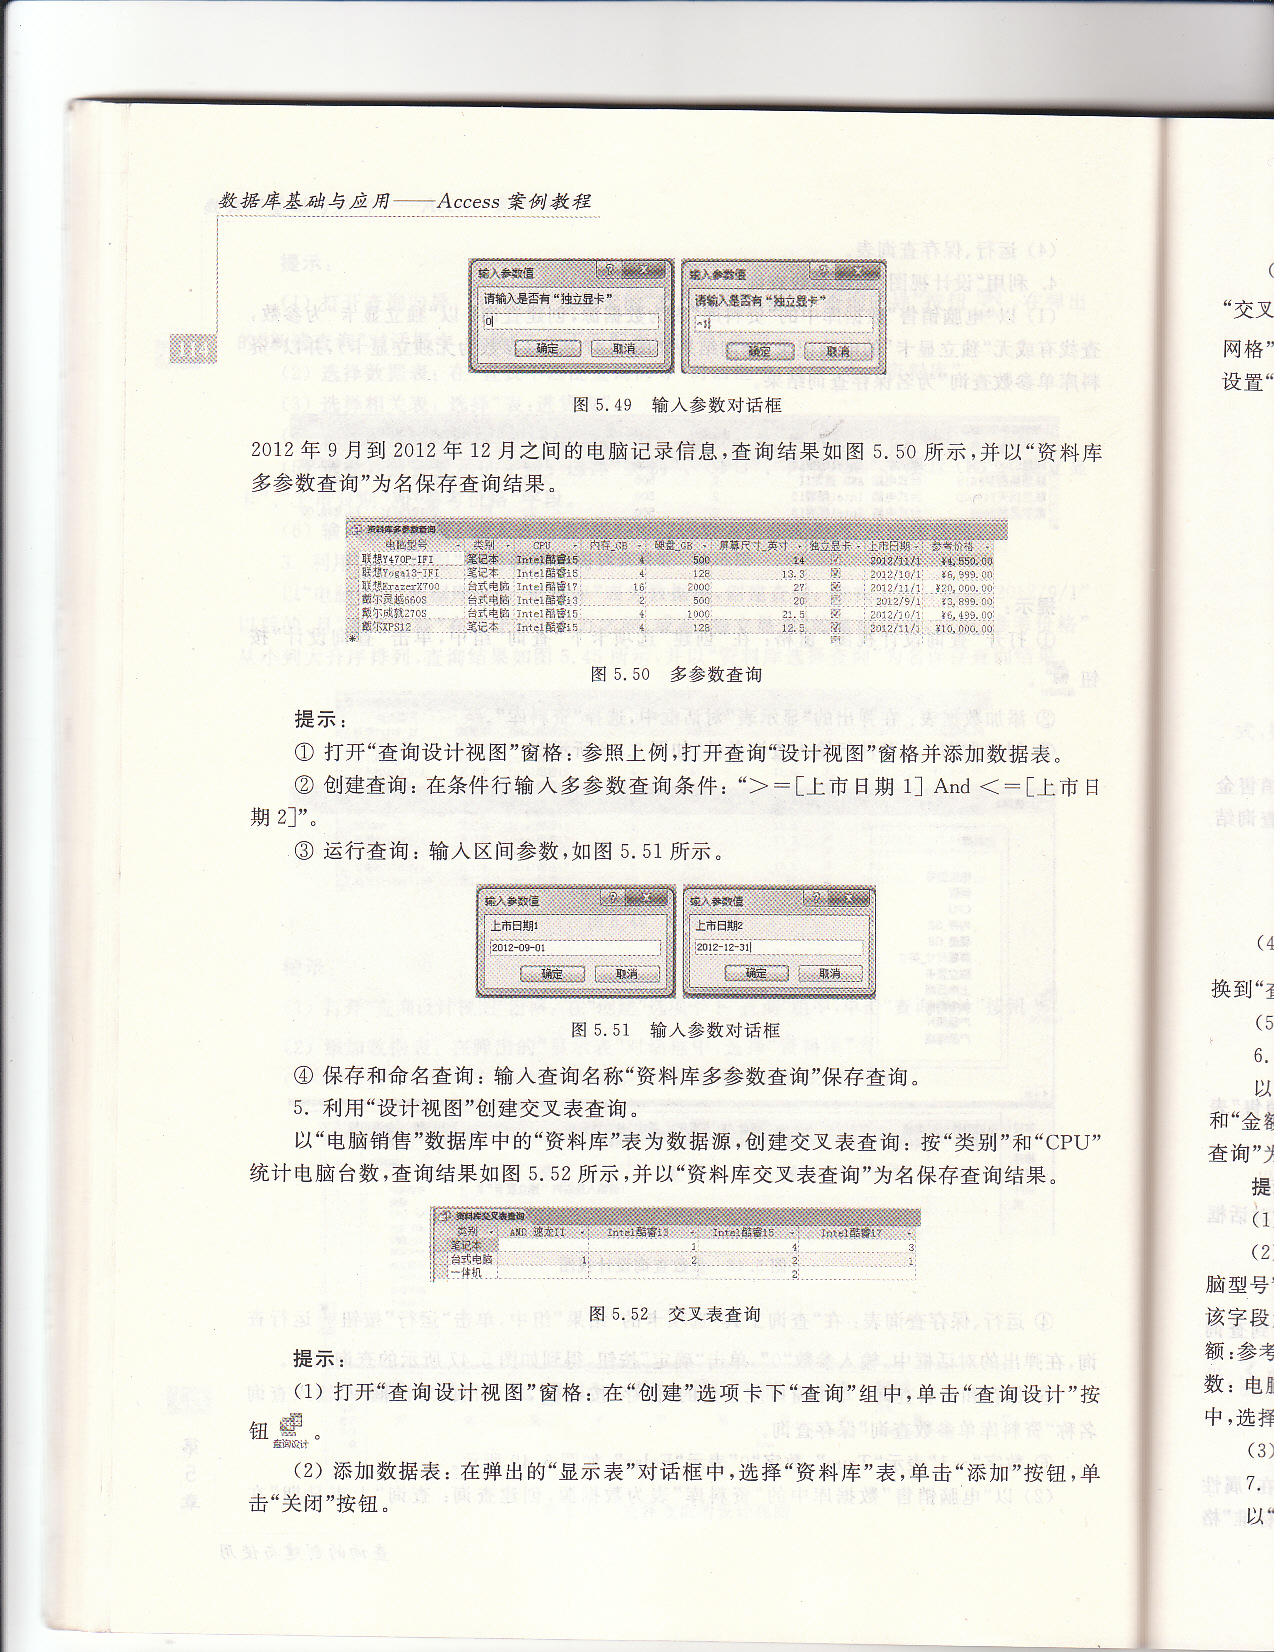 数据库基础与应用——Access 案例教程
114
输入参数值
请输入是否有“独立显卡”
0
确定 取消
输入参数值
请输入是否有“独立显卡”
-1
确定 取消
图 5.49 输入参数对话框
2012 年 9 月到 2012 年 12 月之间的电脑记录信息,查询结果如图 5.50 所示,并以“资料库
多参数查询”为名保存查询结果。
资料库多参数查询
电脑型号 类别 CPU 内存_GB 硬盘_GB 屏幕尺寸_英寸 独立显卡 上市日期 参考价格
联想Y470P-IFI 笔记本 Intel酷睿i5 4 500 14 2012/11/1 ¥4,550.00
联想Yoga13-IFI 笔记本 Intel酷睿i5 4 128 13.3 2012/10/1 ¥6,999.00
联想ErazerX700 台式电脑 Intel酷睿i7 16 2000 27 2012/11/1 ¥20,000.00
戴尔灵越660S 台式电脑 Intel酷睿i3 2 500 20 2012/9/1 ¥3,899.00
戴尔成就270S 台式电脑 Intel酷睿i5 4 1000 21.5 2012/10/1 ¥6,499.00
戴尔XPS12 笔记本 Intel酷睿i5 4 128 12.5 2012/11/1 ¥10,000.00
图 5.50 多参数查询
提示:
① 打开“查询设计视图”窗格: 参照上例,打开查询“设计视图”窗格并添加数据表。
② 创建查询: 在条件行输入多参数查询条件: “>=[上市日期 1] And <=[上市日
期 2]”。
③ 运行查询: 输入区间参数,如图 5.51 所示。
输入参数值
上市日期1
2012-09-01
确定 取消
输入参数值
上市日期2
2012-12-31
确定 取消
图 5.51 输入参数对话框
④ 保存和命名查询: 输入查询名称“资料库多参数查询”保存查询。
5. 利用“设计视图”创建交叉表查询。
以“电脑销售”数据库中的“资料库”表为数据源,创建交叉表查询: 按“类别”和“CPU”
统计电脑台数,查询结果如图 5.52 所示,并以“资料库交叉表查询”为名保存查询结果。
资料库交叉表查询
类别 AMD 速龙II Intel酷睿i3 Intel酷睿i5 Intel酷睿i7
笔记本 1 4 3
台式电脑 1 2 2 1
一体机 2
图 5.52 交叉表查询
提示:
(1) 打开“查询设计视图”窗格: 在“创建”选项卡下“查询”组中,单击“查询设计”按
钮 查询设计 。
(2) 添加数据表: 在弹出的“显示表”对话框中,选择“资料库”表,单击“添加”按钮,单
击“关闭”按钮。
“交叉
网格”
设置“
(4
换到“查
(5
6.
以
和“金额
查询”为
提
(1)
(2)
脑型号”
该字段
额:参考
数: 电脑
中,选择
(3)
7.
以“